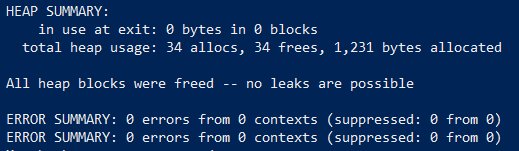 HEAP SUMMARY:
in use at exit: 0 bytes in 0 blocks
total heap usage: 34 allocs, 34 frees, 1,231 bytes allocated
All heap blocks were freed -- no leaks are possible
ERROR SUMMARY: 0 errors from 0 contexts (suppressed: 0 from 0)
ERROR SUMMARY: 0 errors from 0 contexts (suppressed: 0 from 0)